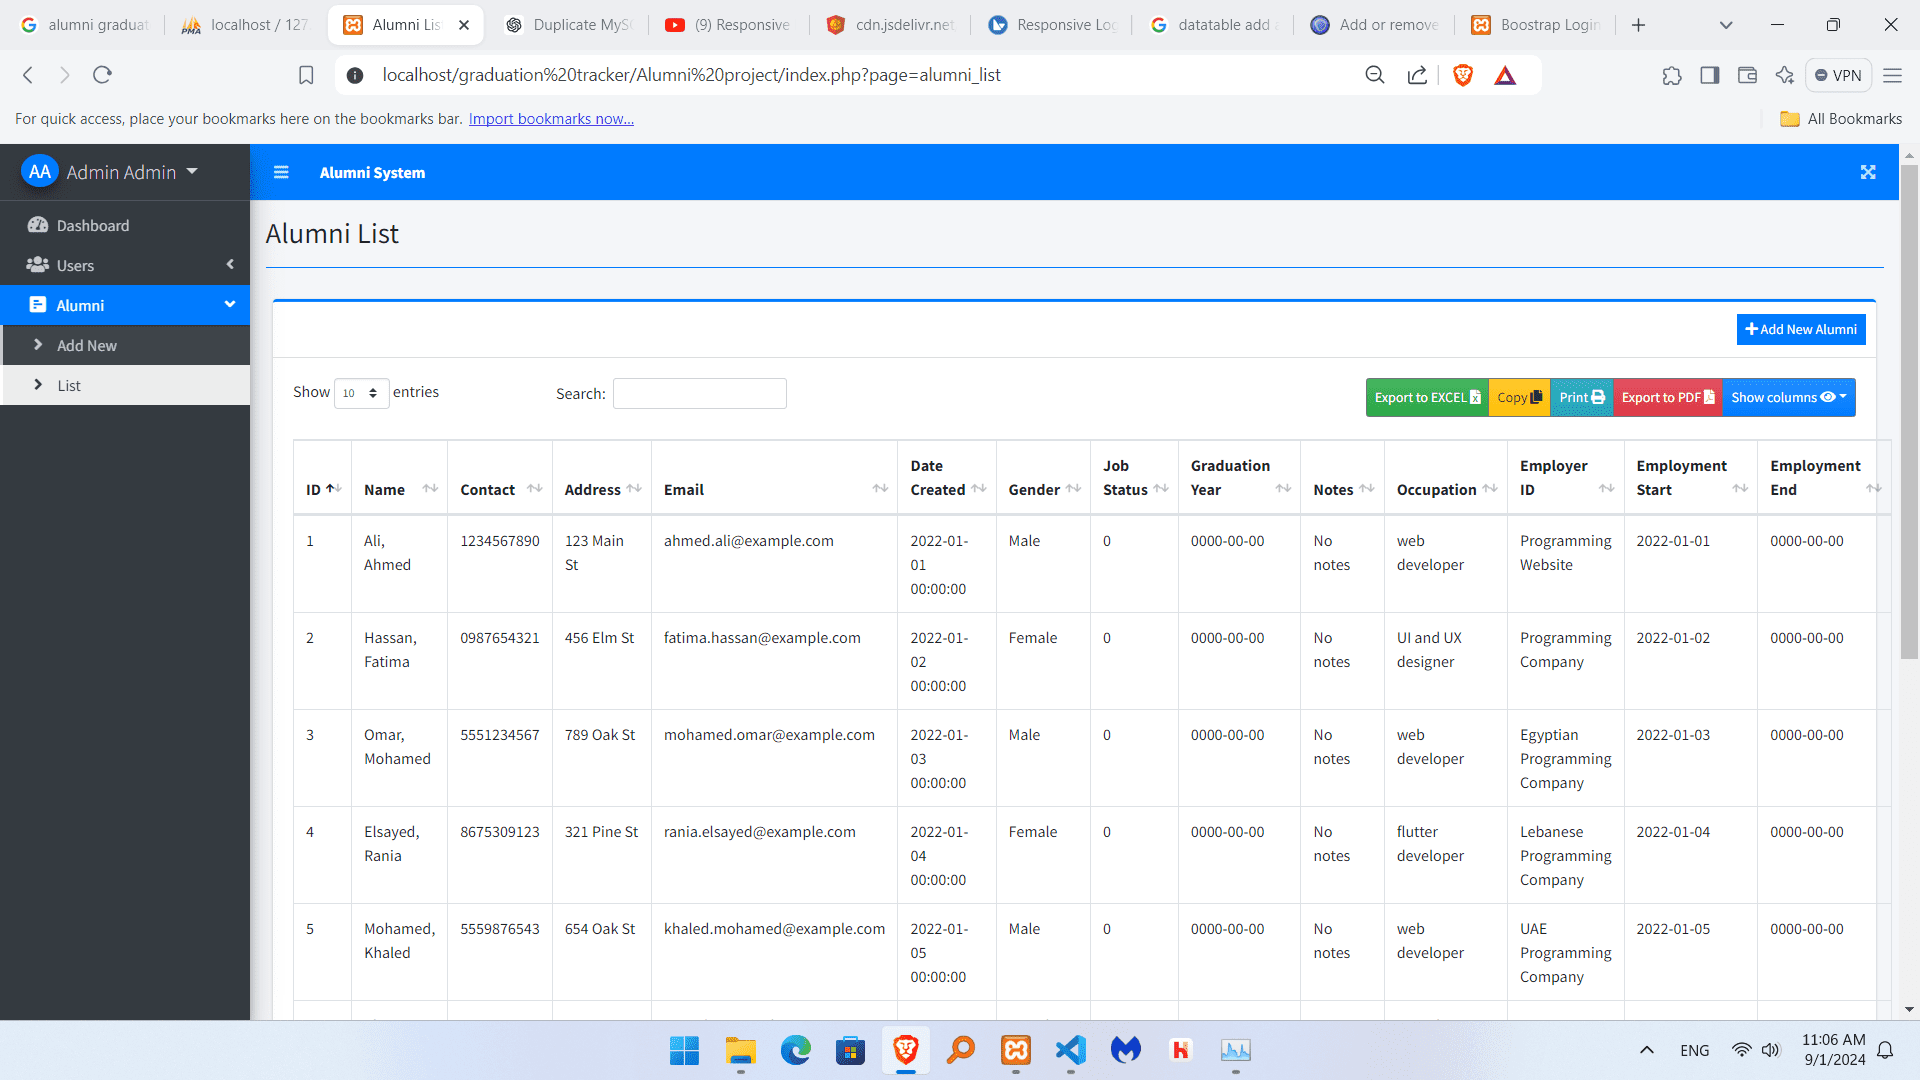 alumni graduat
localhost / 127
Alumni Lis
Duplicate MyS
(9) Responsive
cdn.jsdelivr.net
Responsive Log
datatable add a
Add or remove
Boostrap Login
localhost/graduation%20tracker/Alumni%20project/index.php?page=alumni_list
VPN
For quick access, place your bookmarks here on the bookmarks bar. Import bookmarks now...
All Bookmarks
AA Admin Admin
Alumni System
Dashboard
Users
Alumni
Add New
List
Alumni List
Add New Alumni
Show 10 entries
Search:
Export to EXCEL Copy Print Export to PDF Show columns
ID Name Contact Address Email Date Created Gender Job Status Graduation Year Notes Occupation Employer ID Employment Start Employment End
1 Ali, Ahmed 1234567890 123 Main St ahmed.ali@example.com 2022-01-01 00:00:00 Male 0 0000-00-00 No notes web developer Programming Website 2022-01-01 0000-00-00
2 Hassan, Fatima 0987654321 456 Elm St fatima.hassan@example.com 2022-01-02 00:00:00 Female 0 0000-00-00 No notes UI and UX designer Programming Company 2022-01-02 0000-00-00
3 Omar, Mohamed 5551234567 789 Oak St mohamed.omar@example.com 2022-01-03 00:00:00 Male 0 0000-00-00 No notes web developer Egyptian Programming Company 2022-01-03 0000-00-00
4 Elsayed, Rania 8675309123 321 Pine St rania.elsayed@example.com 2022-01-04 00:00:00 Female 0 0000-00-00 No notes flutter developer Lebanese Programming Company 2022-01-04 0000-00-00
5 Mohamed, Khaled 5559876543 654 Oak St khaled.mohamed@example.com 2022-01-05 00:00:00 Male 0 0000-00-00 No notes web developer UAE Programming Company 2022-01-05 0000-00-00
ENG
11:06 AM
9/1/2024